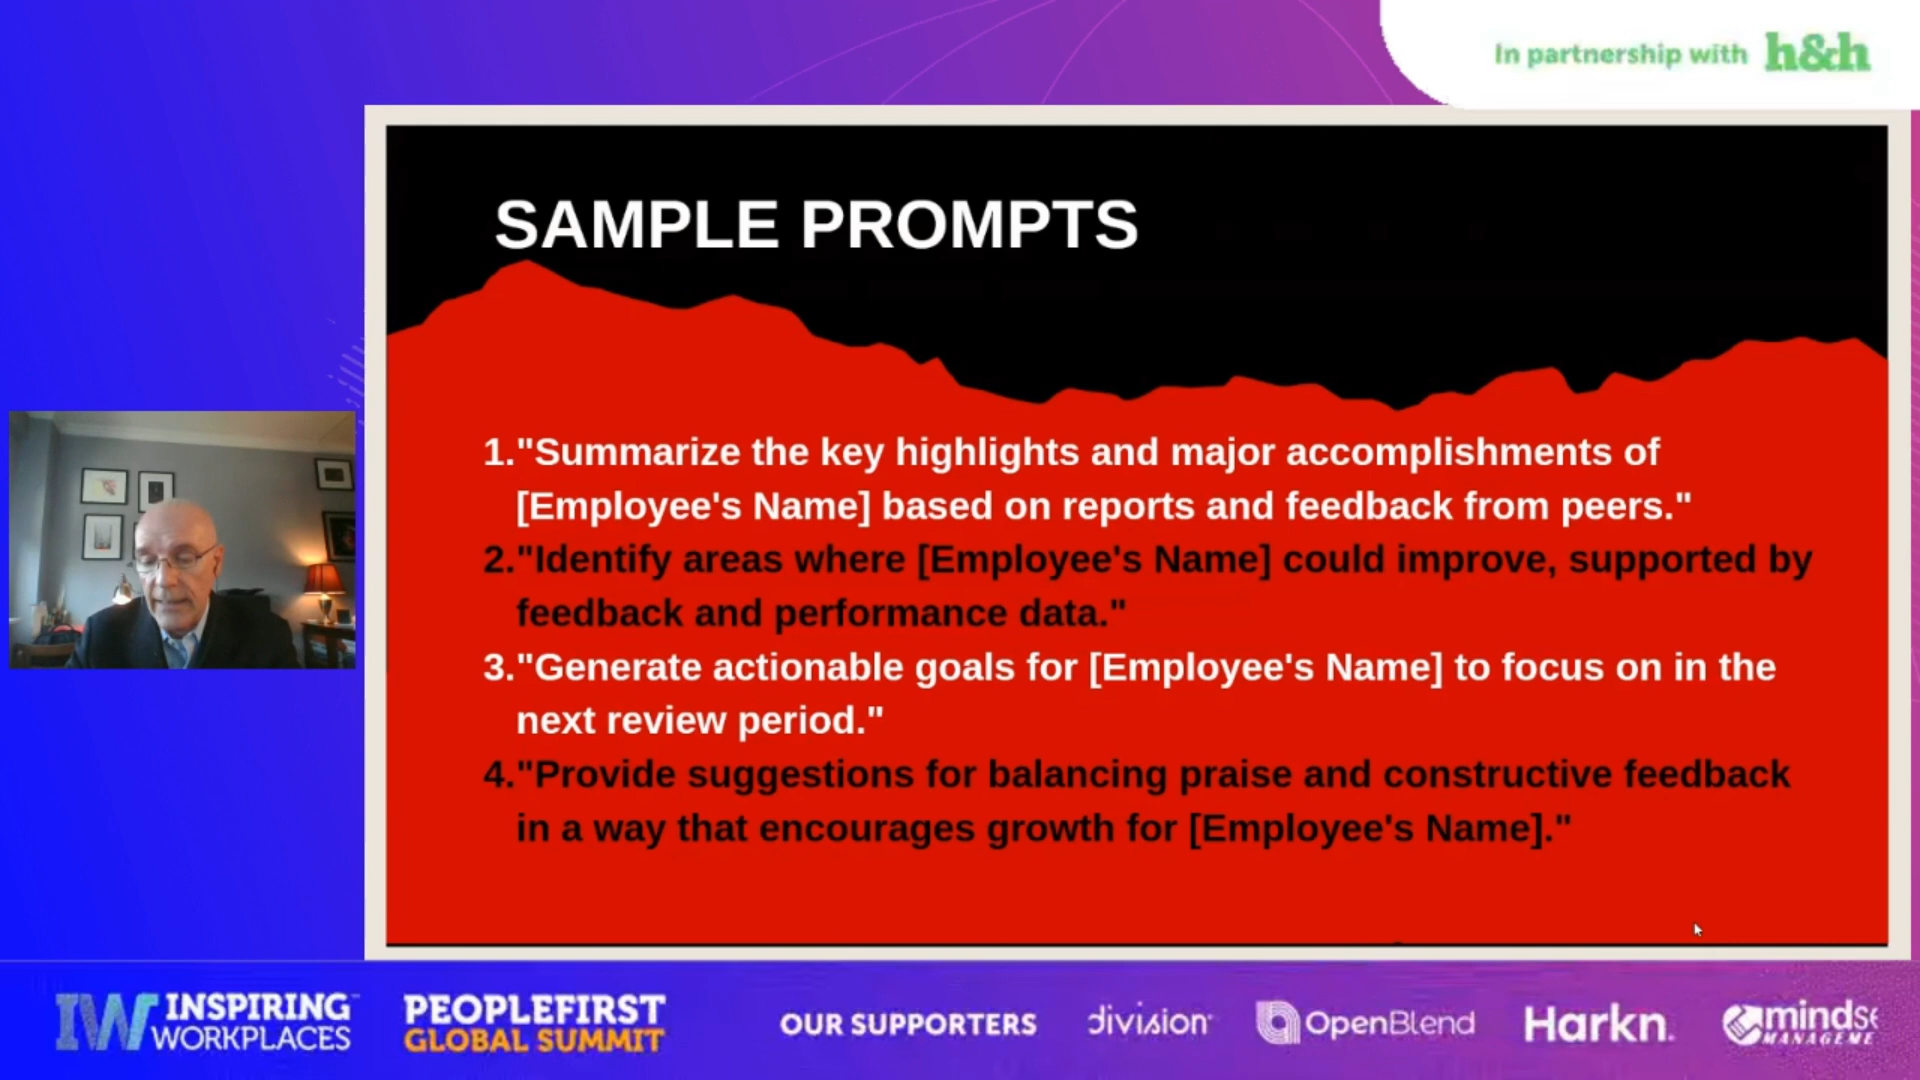 In partnership with h&h
SAMPLE PROMPTS
1."Summarize the key highlights and major accomplishments of
[Employee's Name] based on reports and feedback from peers."
2."Identify areas where [Employee's Name] could improve, supported by
feedback and performance data."
3."Generate actionable goals for [Employee's Name] to focus on in the
next review period."
4."Provide suggestions for balancing praise and constructive feedback
in a way that encourages growth for [Employee's Name]."
IW INSPIRING
WORKPLACES
PEOPLEFIRST
GLOBAL SUMMIT
OUR SUPPORTERS
division
OpenBlend
Harkn.